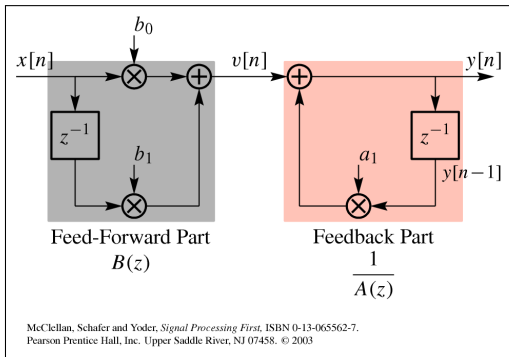 b₀
x[n] v[n] y[n]
z⁻¹ z⁻¹
b₁ a₁
y[n−1]
Feed-Forward Part Feedback Part
B(z) 1
A(z)
McClellan, Schafer and Yoder, Signal Processing First, ISBN 0-13-065562-7.
Pearson Prentice Hall, Inc. Upper Saddle River, NJ 07458. © 2003